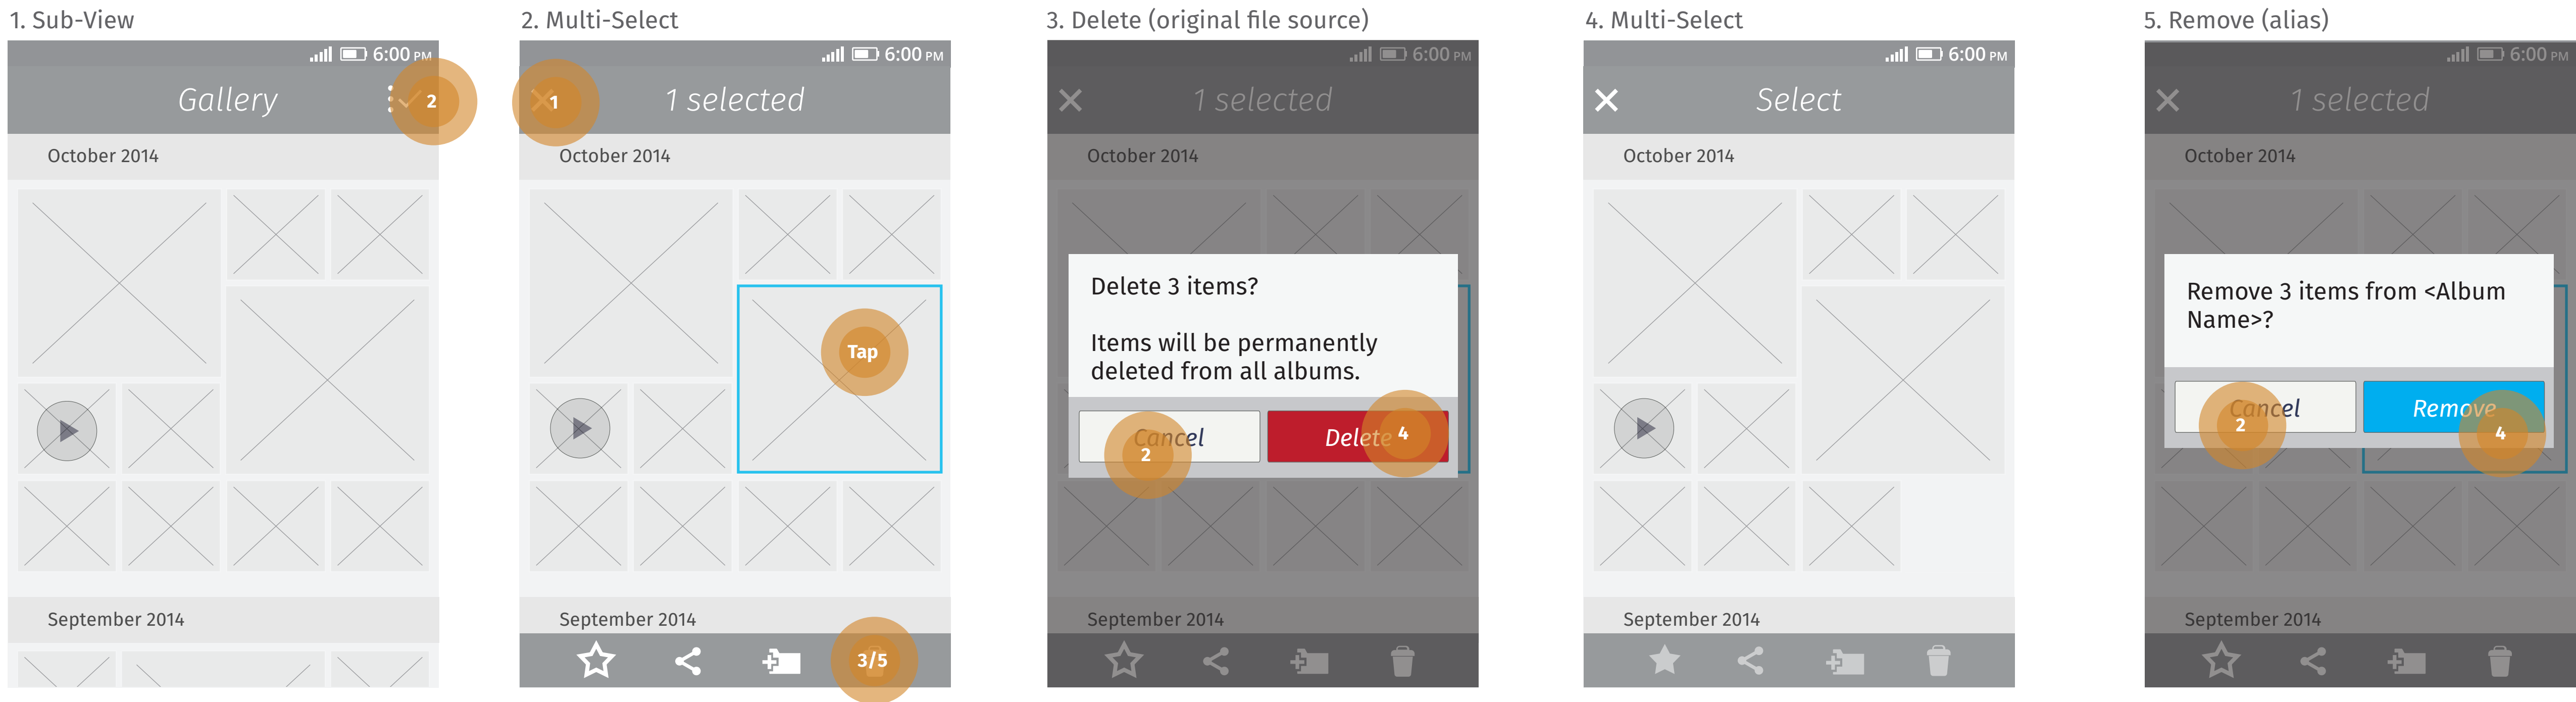 1. Sub-View
6:00 PM
Gallery
2
October 2014
September 2014
2. Multi-Select
6:00 PM
1
1 selected
October 2014
Tap
September 2014
3/5
3. Delete (original file source)
6:00 PM
1 selected
October 2014
Delete 3 items?
Items will be permanently
deleted from all albums.
Cancel
Delete
2
4
September 2014
4. Multi-Select
6:00 PM
Select
October 2014
September 2014
5. Remove (alias)
6:00 PM
1 selected
October 2014
Remove 3 items from <Album
Name>?
Cancel
Remove
2
4
September 2014